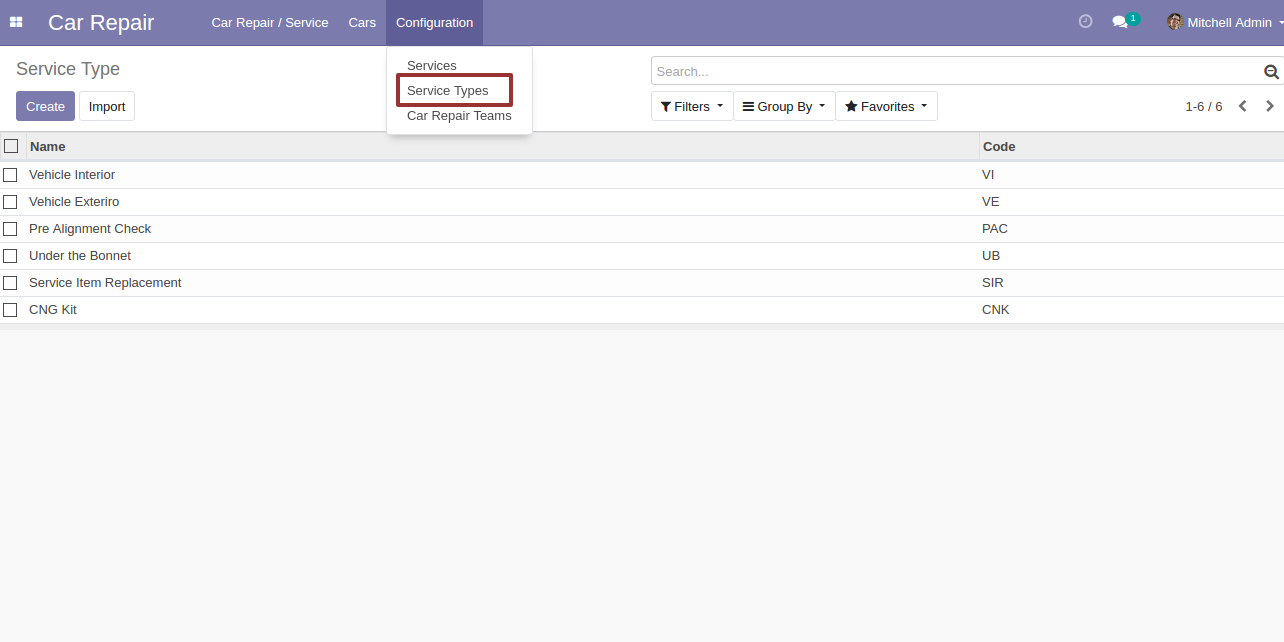 Car Repair Car Repair / Service Cars Configuration 1 Mitchell Admin
Service Type
Services
Service Types
Car Repair Teams
Search...
Create Import
Filters Group By Favorites 1-6 / 6
Name Code
Vehicle Interior VI
Vehicle Exteriro VE
Pre Alignment Check PAC
Under the Bonnet UB
Service Item Replacement SIR
CNG Kit CNK